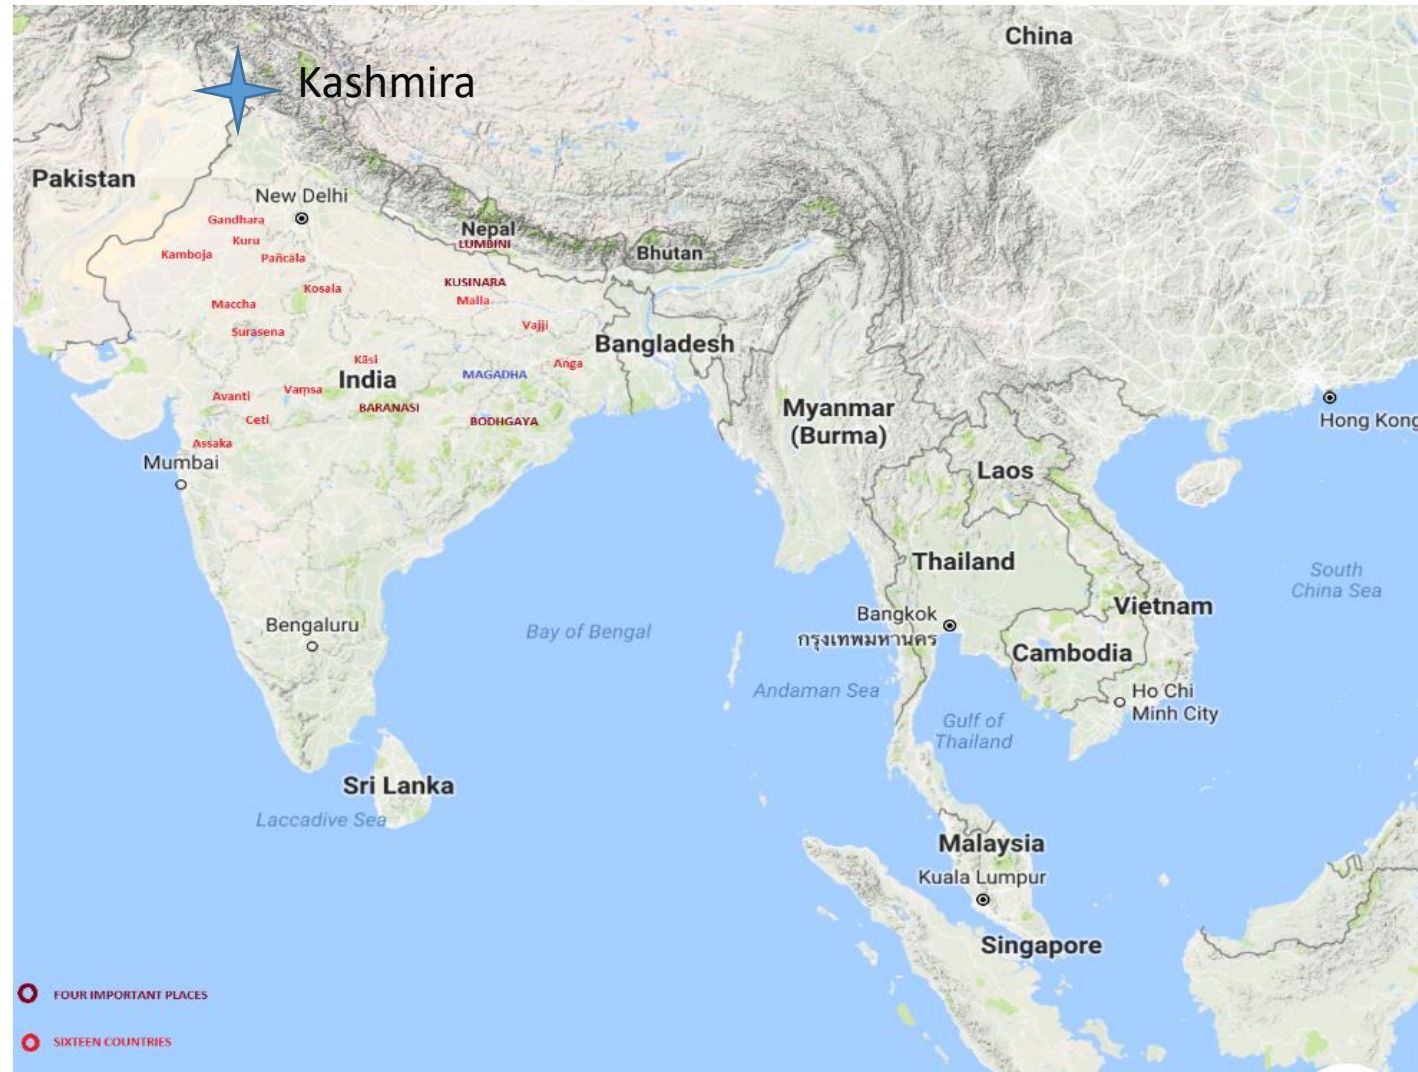 China
Kashmira
Pakistan
New Delhi
Gandhara
Nepal
LUMBINI
Kuru
Kamboja
Pañcāla
Bhutan
Kosala
KUSINARA
Malla
Maccha
Surasena
Vajji
Bangladesh
Kāsi
Anga
India
MAGADHA
Avanti
Vaṃsa
BARANASI
Ceti
BODHGAYA
Assaka
Mumbai
Myanmar
(Burma)
Hong Kong
Laos
Thailand
South
China Sea
Vietnam
Bangkok
กรุงเทพมหานคร
Bengaluru
Bay of Bengal
Cambodia
Andaman Sea
Ho Chi
Minh City
Gulf of
Thailand
Sri Lanka
Laccadive Sea
Malaysia
Kuala Lumpur
Singapore
FOUR IMPORTANT PLACES
SIXTEEN COUNTRIES